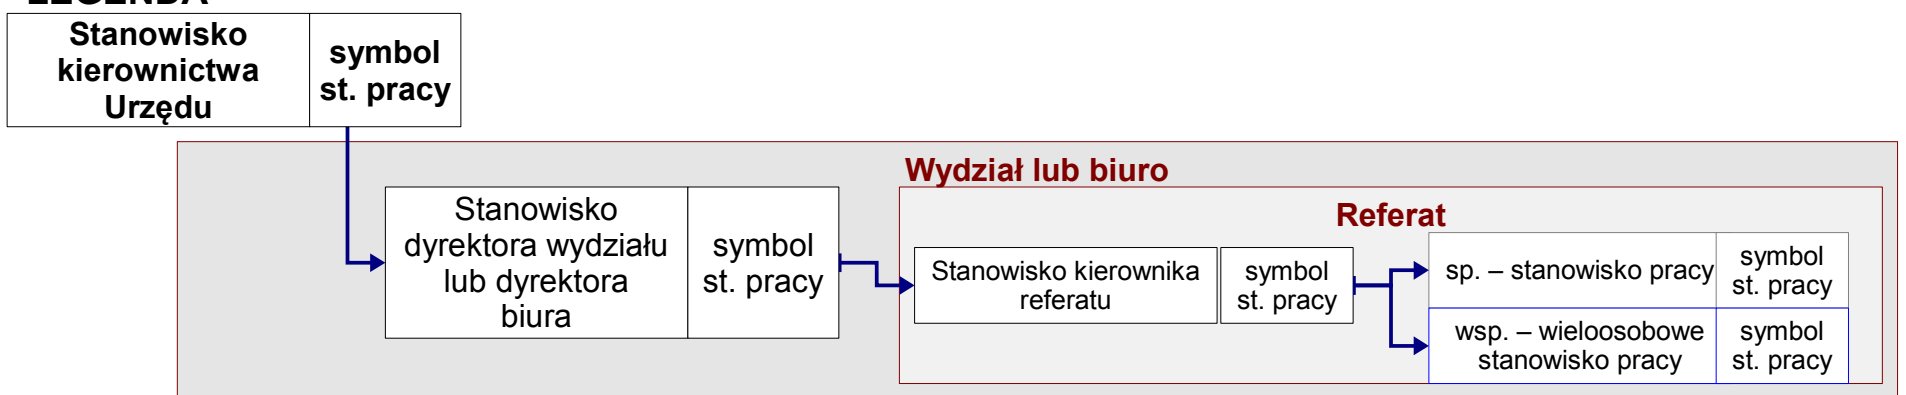 LEGENDA
Stanowisko
kierownictwa
Urzędu
symbol
st. pracy
Wydział lub biuro
Stanowisko
dyrektora wydziału
lub dyrektora
biura
symbol
st. pracy
Referat
Stanowisko kierownika
referatu
symbol
st. pracy
sp. – stanowisko pracy
symbol
st. pracy
wsp. – wieloosobowe
stanowisko pracy
symbol
st. pracy